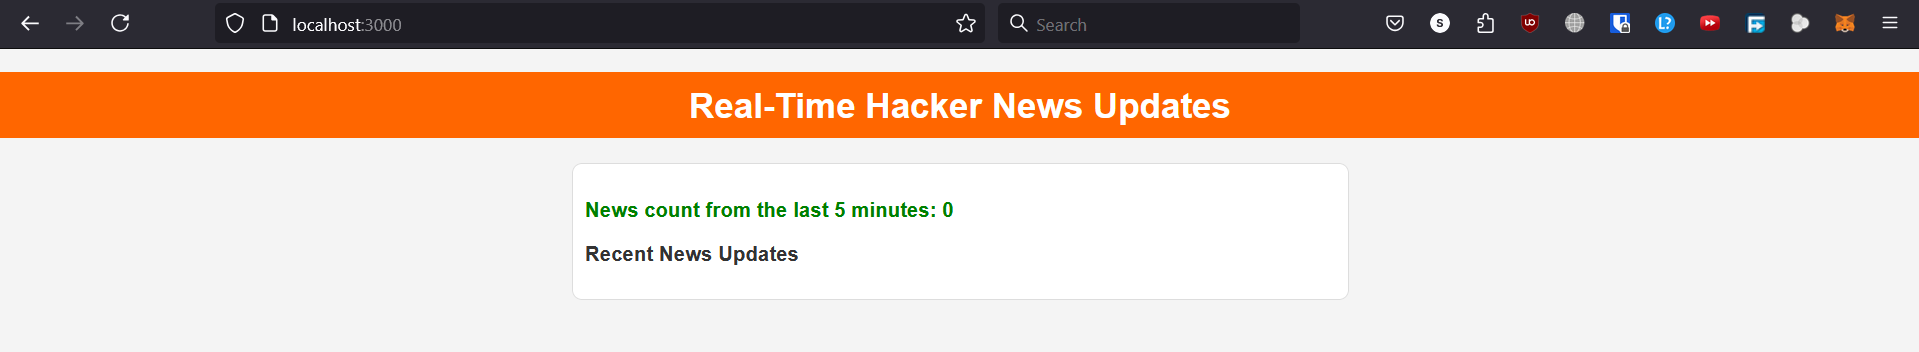 localhost:3000
Search
S
UO
L?
Real-Time Hacker News Updates
News count from the last 5 minutes: 0
Recent News Updates